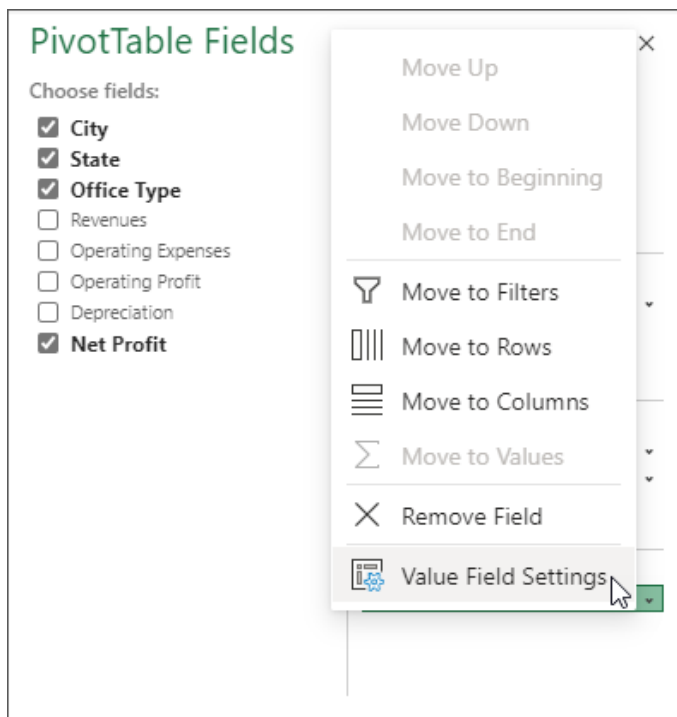 PivotTable Fields
Choose fields:
City
State
Office Type
Revenues
Operating Expenses
Operating Profit
Depreciation
Net Profit
Move Up
Move Down
Move to Beginning
Move to End
Move to Filters
Move to Rows
Move to Columns
Move to Values
Remove Field
Value Field Settings